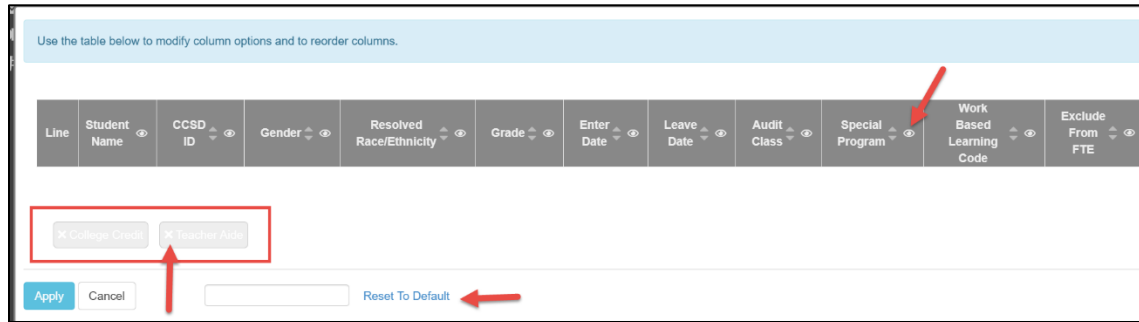 Use the table below to modify column options and to reorder columns.
Line Student Name CCSD ID Gender Resolved Race/Ethnicity Grade Enter Date Leave Date Audit Class Special Program Work Based Learning Code Exclude From FTE
× College Credit × Teacher Aide
Apply Cancel Reset To Default